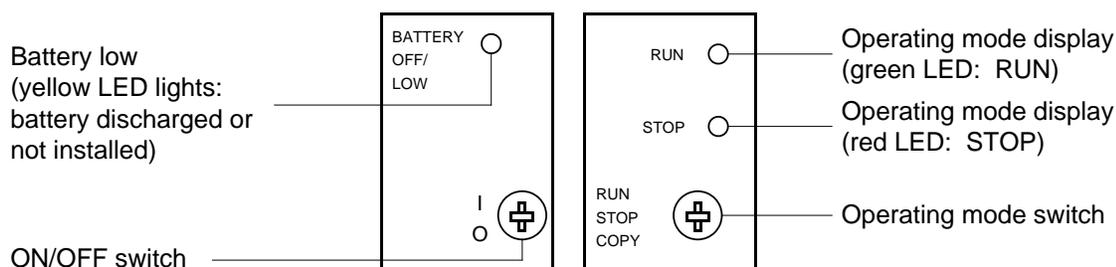 Battery low
(yellow LED lights:
battery discharged or
not installed)
ON/OFF switch
BATTERY
OFF/
LOW
I
O
RUN
STOP
RUN
STOP
COPY
Operating mode display
(green LED: RUN)
Operating mode display
(red LED: STOP)
Operating mode switch